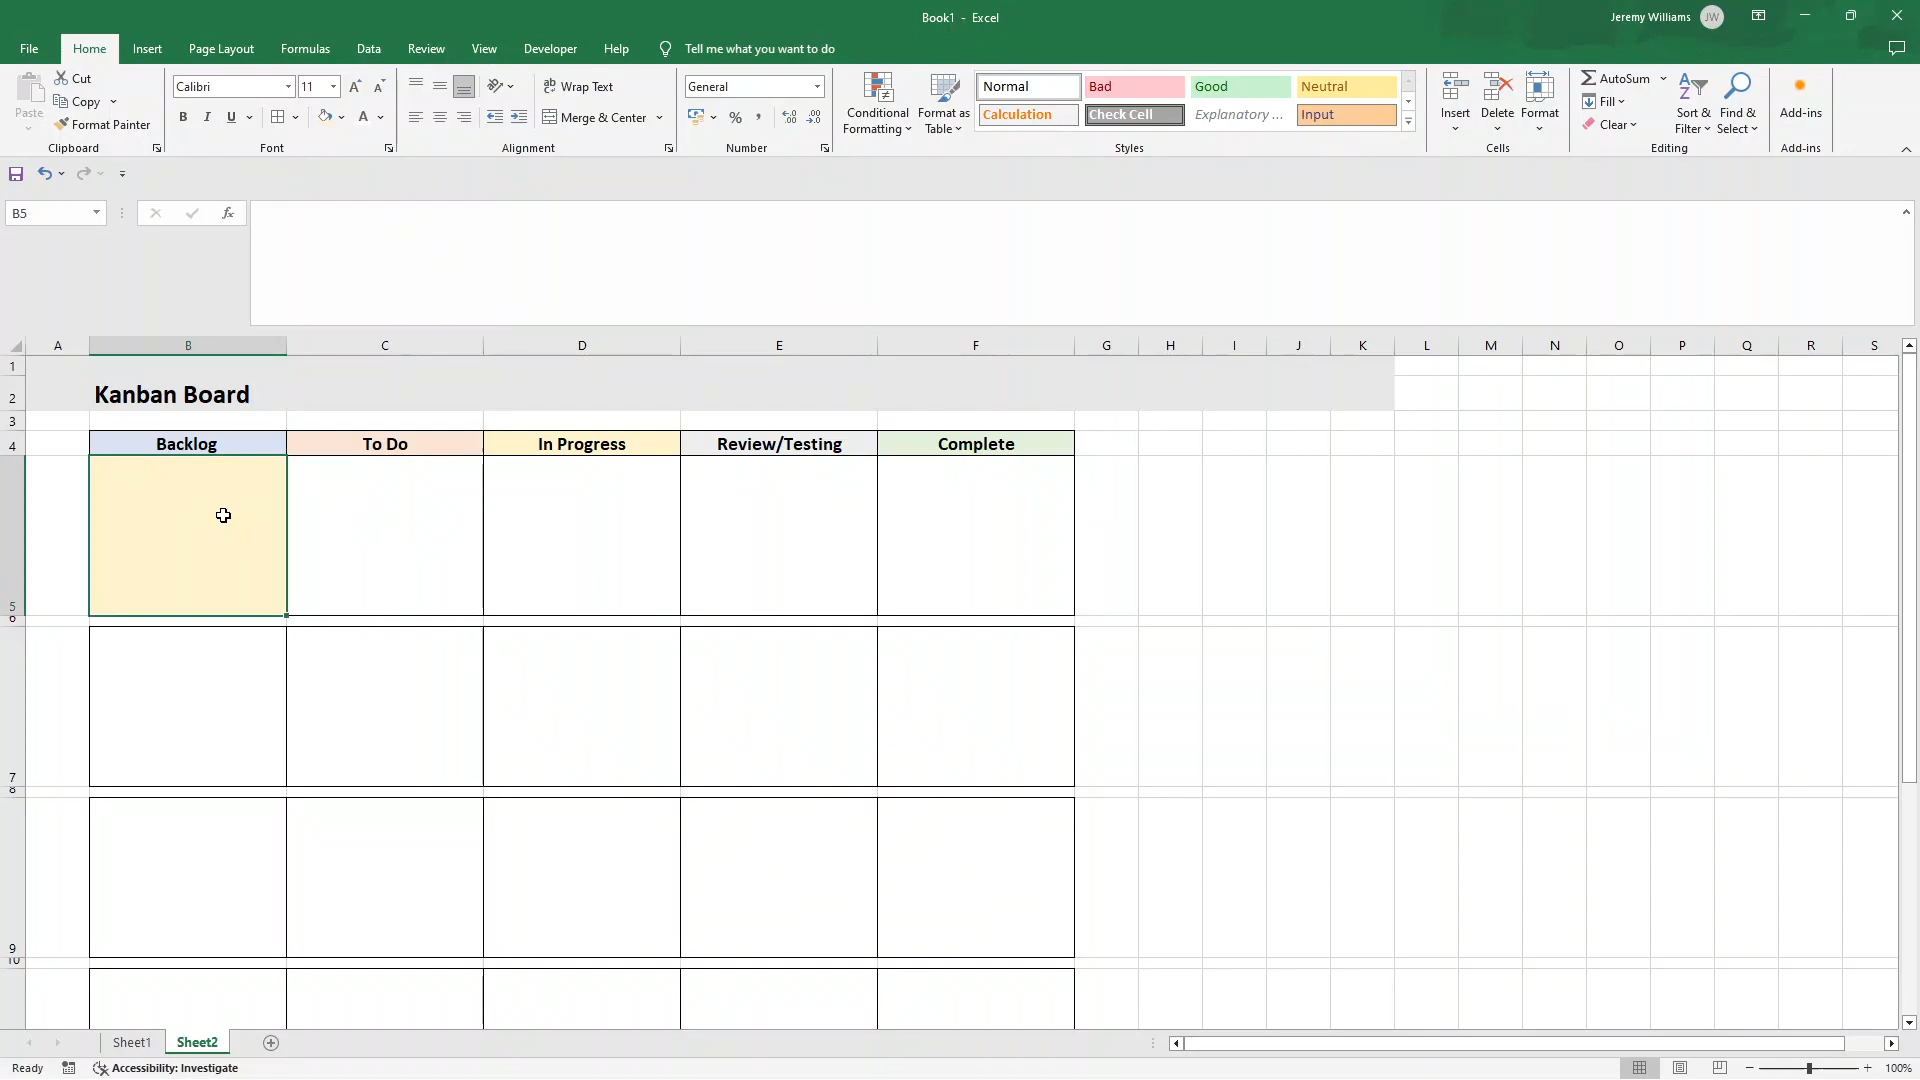 Book1 - Excel
Jeremy Williams JW
File Home Insert Page Layout Formulas Data Review View Developer Help Tell me what you want to do
Paste
Cut
Copy
Format Painter
Clipboard
Calibri 11
B I U A
Font
Wrap Text
Merge & Center
Alignment
General
% ,
Number
Conditional Formatting
Format as Table
Normal Bad Good Neutral
Calculation Check Cell Explanatory ... Input
Styles
Insert Delete Format
Cells
AutoSum
Fill
Clear
Sort & Filter
Find & Select
Editing
Add-ins
Add-ins
B5 fx
A B C D E F G H I J K L M N O P Q R S
1
2 Kanban Board
3
4 Backlog To Do In Progress Review/Testing Complete
5
6
7
8
9
10
Sheet1 Sheet2
Ready Accessibility: Investigate 100%